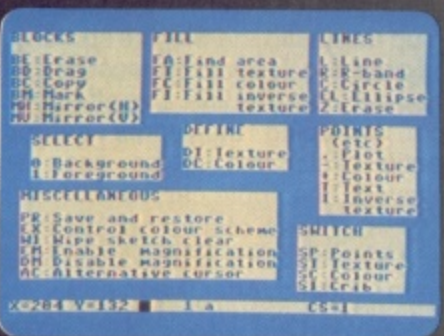 BLOCKS
BE:Erase
BD:Drag
BC:Copy
BM:Mark
MH:Mirror(H)
MV:Mirror(V)
FILL
FA:Find area
FT:Fill texture
FC:Fill colour
FI:Fill inverse
texture
LINES
L:Line
R:R-band
C:Circle
E:Ellipse
Z:Erase
SELECT
0:Background
1:Foreground
DEFINE
DT:Texture
DC:Colour
POINTS
(etc)
Plot
Texture
Colour
T:Text
I:Inverse
texture
MISCELLANEOUS
PR:Save and restore
CX:Control colour scheme
WI:Wipe sketch clear
EM:Enable magnification
DM:Disable magnification
AC:Alternative cursor
SWITCH
SP:Points
ST:Texture
SC:Colour
SI:Crib
X=204 Y=132 1 a CS=1